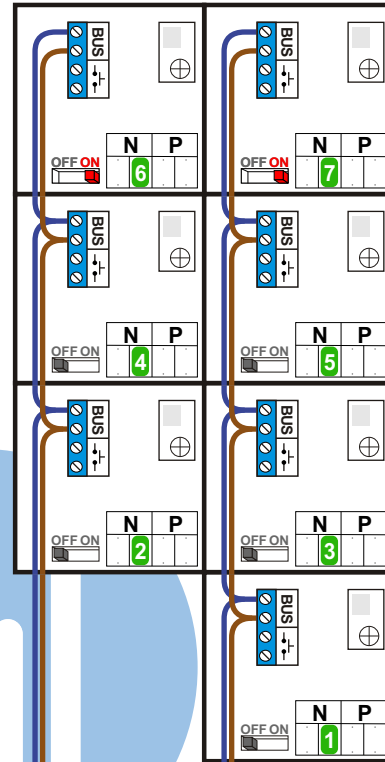 BUS
N P
OFF ON
6
BUS
N P
OFF ON
7
BUS
N P
OFF ON
4
BUS
N P
OFF ON
5
BUS
N P
OFF ON
2
BUS
N P
OFF ON
3
BUS
N P
OFF ON
1